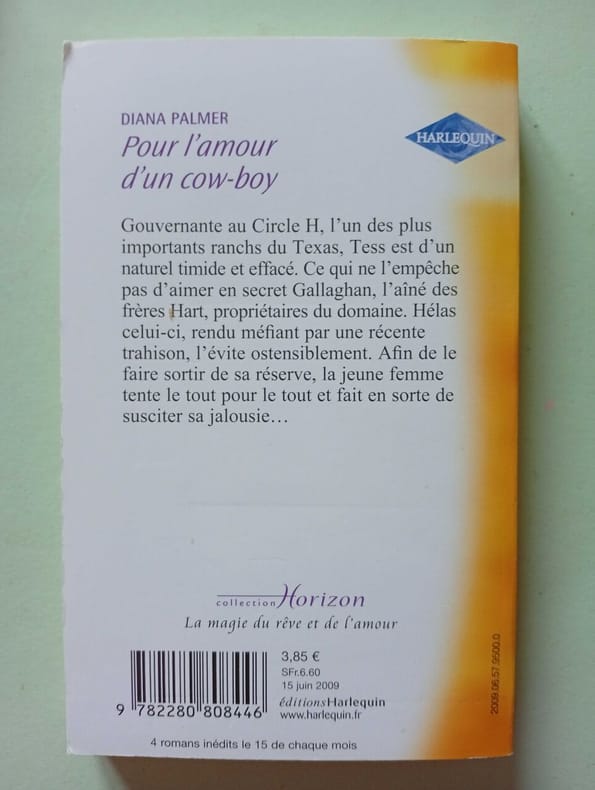 DIANA PALMER
Pour l'amour
d'un cow-boy
HARLEQUIN
Gouvernante au Circle H, l'un des plus
importants ranchs du Texas, Tess est d'un
naturel timide et effacé. Ce qui ne l'empêche
pas d'aimer en secret Gallaghan, l'aîné des
frères Hart, propriétaires du domaine. Hélas
celui-ci, rendu méfiant par une récente
trahison, l'évite ostensiblement. Afin de le
faire sortir de sa réserve, la jeune femme
tente le tout pour le tout et fait en sorte de
susciter sa jalousie…
collection Horizon
La magie du rêve et de l'amour
3,85 €
SFr.6.60
15 juin 2009
éditionsHarlequin
www.harlequin.fr
9 782280 808446
4 romans inédits le 15 de chaque mois
2009.06.57.9500.0